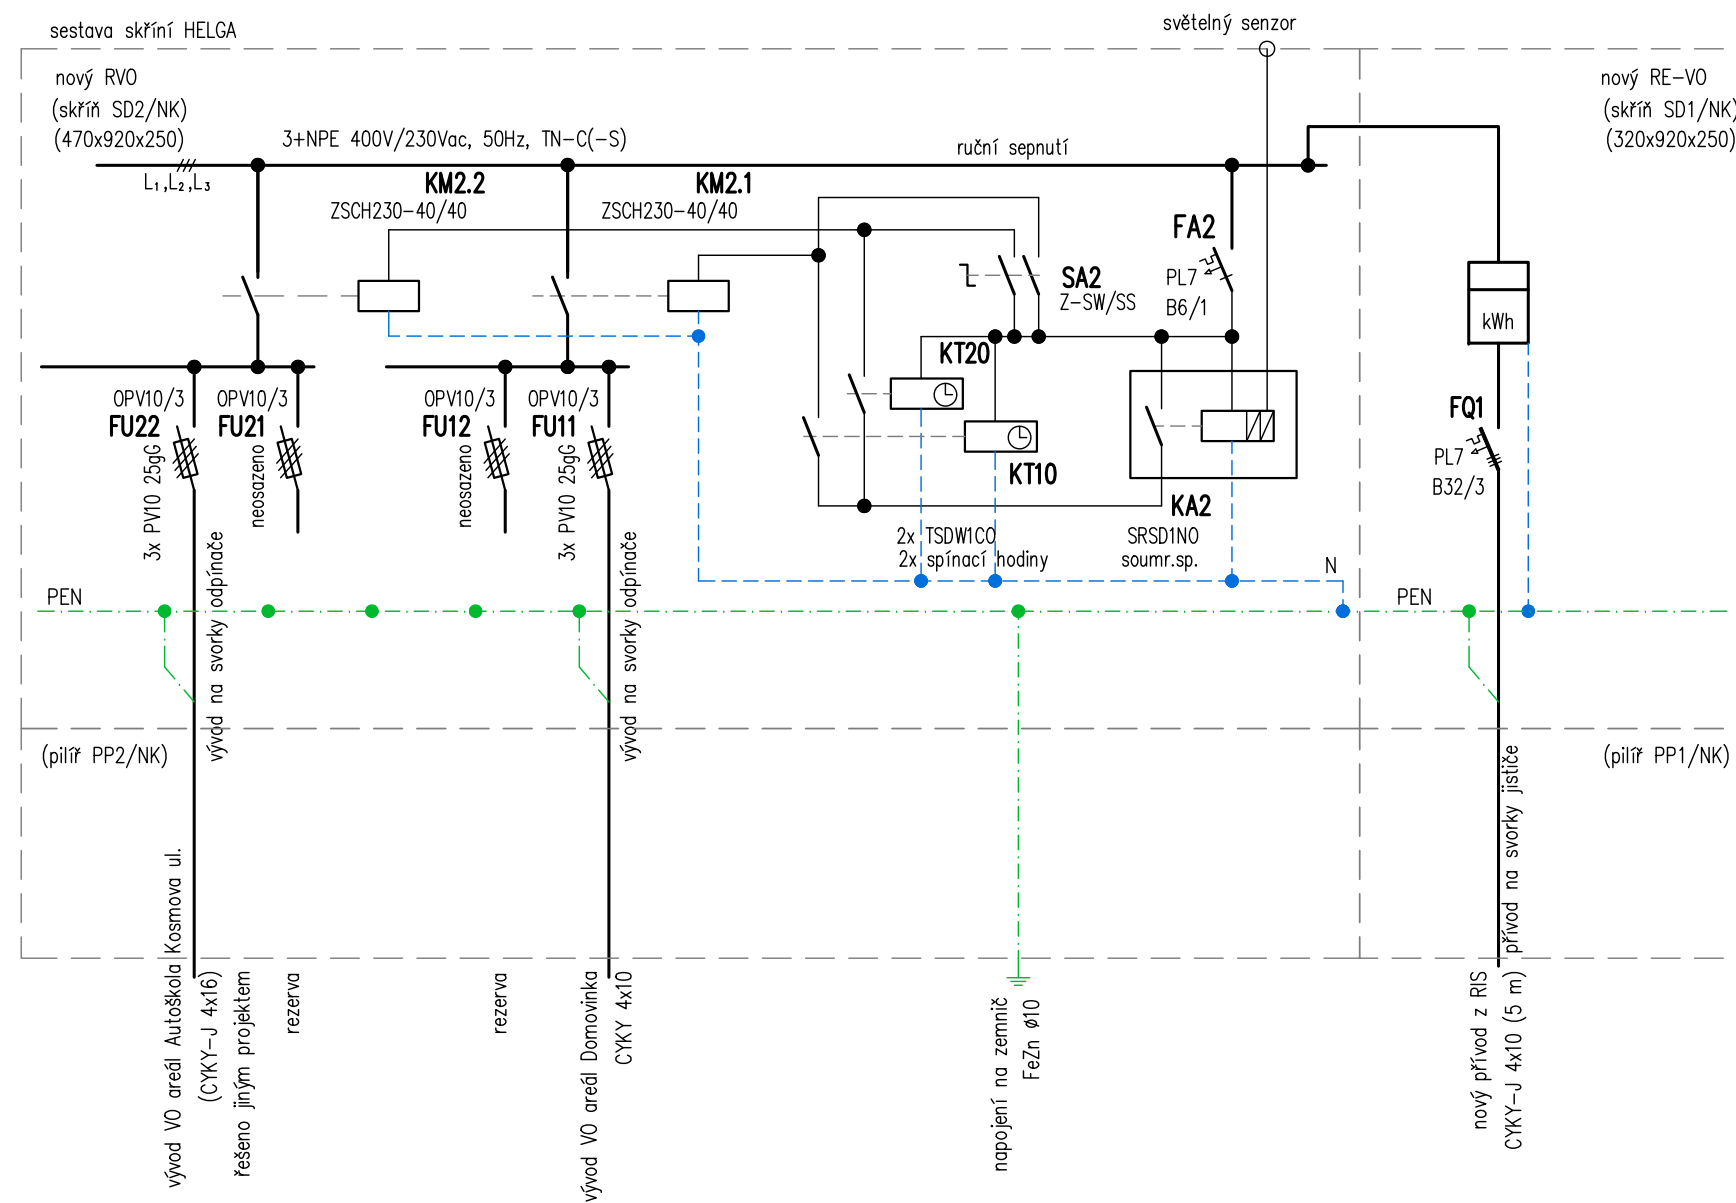 sestava skříní HELGA
světelný senzor
nový RVO
(skříň SD2/NK)
(470x920x250)
nový RE-VO
(skříň SD1/NK)
(320x920x250)
3+NPE 400V/230Vac, 50Hz, TN-C(-S)
ruční sepnutí
L1,L2,L3
KM2.2
ZSCH230-40/40
KM2.1
ZSCH230-40/40
FA2
PL7
B6/1
SA2
Z-SW/SS
kWh
KT20
KT10
KA2
2x TSDW1CO
2x spínací hodiny
SRSD1NO
soumr.sp.
FQ1
PL7
B32/3
OPV10/3
FU22
3x PV10 25gG
OPV10/3
FU21
neosazeno
OPV10/3
FU12
neosazeno
OPV10/3
FU11
3x PV10 25gG
N
PEN
PEN
vývod na svorky odpínače
vývod na svorky odpínače
(pilíř PP2/NK)
(pilíř PP1/NK)
přívod na svorky jističe
vývod VO areál Autoškola Kosmova ul.
(CYKY-J 4x16)
řešeno jiným projektem
rezerva
rezerva
vývod VO areál Domovinka
CYKY 4x10
napojení na zemnič
FeZn ø10
nový přívod z RIS
CYKY-J 4x10 (5 m)